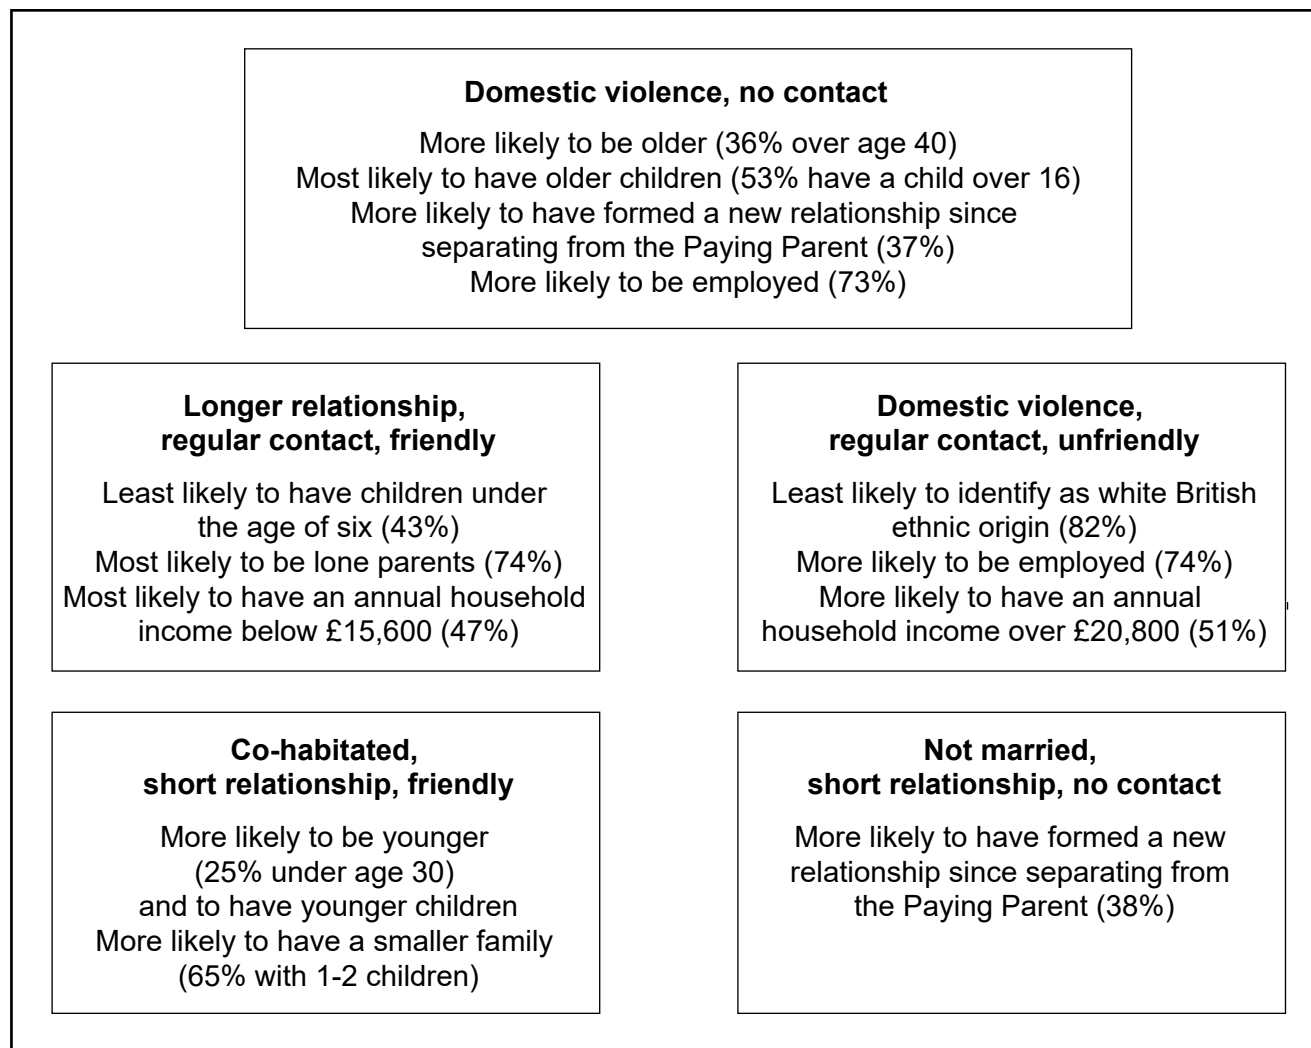 Domestic violence, no contact
More likely to be older (36% over age 40)
Most likely to have older children (53% have a child over 16)
More likely to have formed a new relationship since
separating from the Paying Parent (37%)
More likely to be employed (73%)
Longer relationship,
regular contact, friendly
Least likely to have children under
the age of six (43%)
Most likely to be lone parents (74%)
Most likely to have an annual household
income below £15,600 (47%)
Domestic violence,
regular contact, unfriendly
Least likely to identify as white British
ethnic origin (82%)
More likely to be employed (74%)
More likely to have an annual
household income over £20,800 (51%)
Co-habitated,
short relationship, friendly
More likely to be younger
(25% under age 30)
and to have younger children
More likely to have a smaller family
(65% with 1-2 children)
Not married,
short relationship, no contact
More likely to have formed a new
relationship since separating from
the Paying Parent (38%)